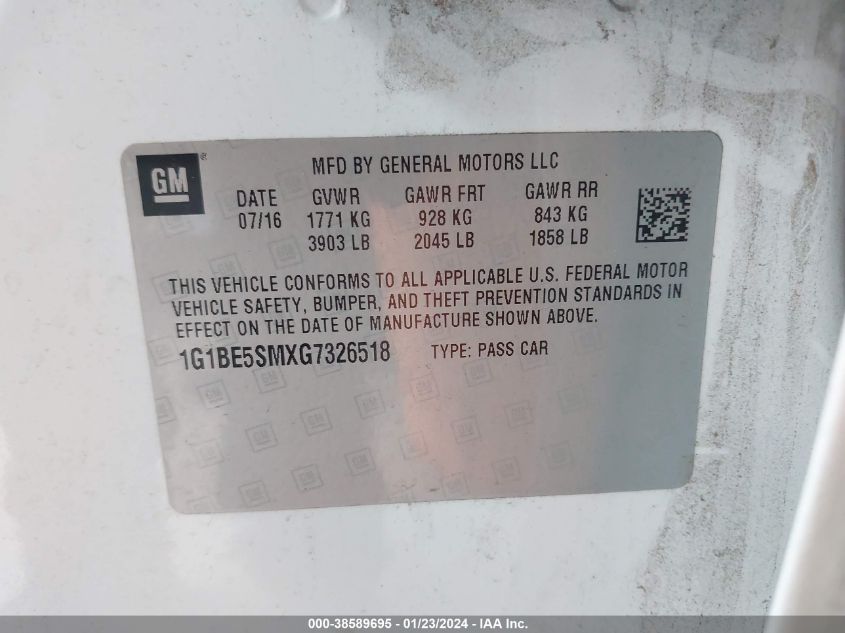 GM
®
MFD BY GENERAL MOTORS LLC
DATE GVWR GAWR FRT GAWR RR
07/16 1771 KG 928 KG 843 KG
3903 LB 2045 LB 1858 LB
THIS VEHICLE CONFORMS TO ALL APPLICABLE U.S. FEDERAL MOTOR
VEHICLE SAFETY, BUMPER, AND THEFT PREVENTION STANDARDS IN
EFFECT ON THE DATE OF MANUFACTURE SHOWN ABOVE.
1G1BE5SMXG7326518 TYPE: PASS CAR
000-38589695 - 01/23/2024 - IAA Inc.